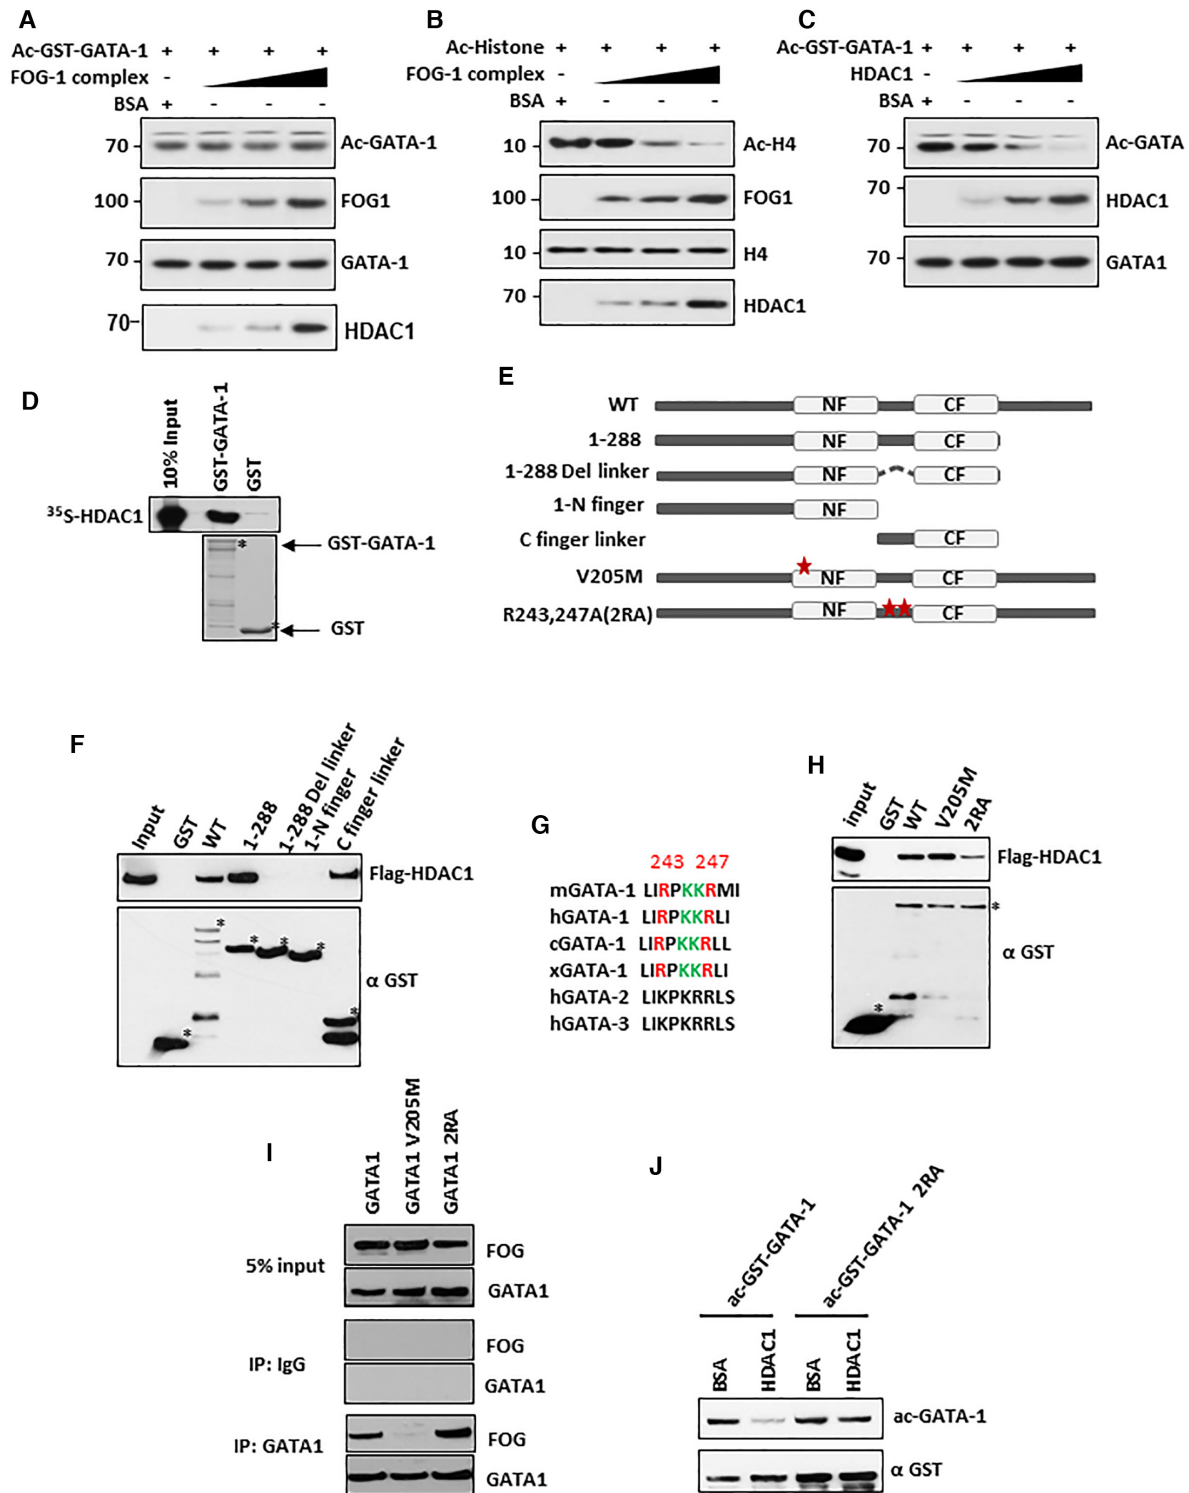 A
Ac-GST-GATA-1 + + + +
FOG-1 complex -
BSA + - - -
70 Ac-GATA-1
100 FOG1
70 GATA-1
70 HDAC1
B
Ac-Histone + + + +
FOG-1 complex -
BSA + - - -
10 Ac-H4
100 FOG1
10 H4
70 HDAC1
C
Ac-GST-GATA-1 + + + +
HDAC1 -
BSA + - - -
70 Ac-GATA
70 HDAC1
70 GATA1
D
10% Input
GST-GATA-1
GST
35S-HDAC1
* GST-GATA-1
* GST
E
WT NF CF
1-288 NF CF
1-288 Del linker NF CF
1-N finger NF
C finger linker CF
V205M NF CF
R243,247A(2RA) NF CF
F
Input
GST
WT
1-288
1-288 Del linker
1-N finger
C finger linker
Flag-HDAC1
* * * * * *
α GST
G
243 247
mGATA-1 LIRPKKRMI
hGATA-1 LIRPKKRLI
cGATA-1 LIRPKKRLL
xGATA-1 LIRPKKRLI
hGATA-2 LIKPKRRLS
hGATA-3 LIKPKRRLS
H
input
GST
WT
V205M
2RA
Flag-HDAC1
*
α GST
*
I
GATA1
GATA1 V205M
GATA1 2RA
5% input
FOG
GATA1
IP: IgG
FOG
GATA1
IP: GATA1
FOG
GATA1
J
ac-GST-GATA-1
ac-GST-GATA-1 2RA
BSA
HDAC1
BSA
HDAC1
ac-GATA-1
α GST